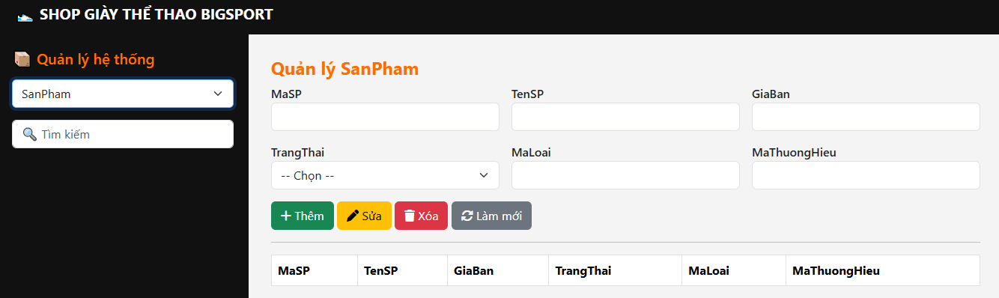 SHOP GIÀY THỂ THAO BIGSPORT
Quản lý hệ thống
SanPham
Tìm kiếm
Quản lý SanPham
MaSP TenSP GiaBan
TrangThai MaLoai MaThuongHieu
-- Chọn --
Thêm Sửa Xóa Làm mới
MaSP TenSP GiaBan TrangThai MaLoai MaThuongHieu